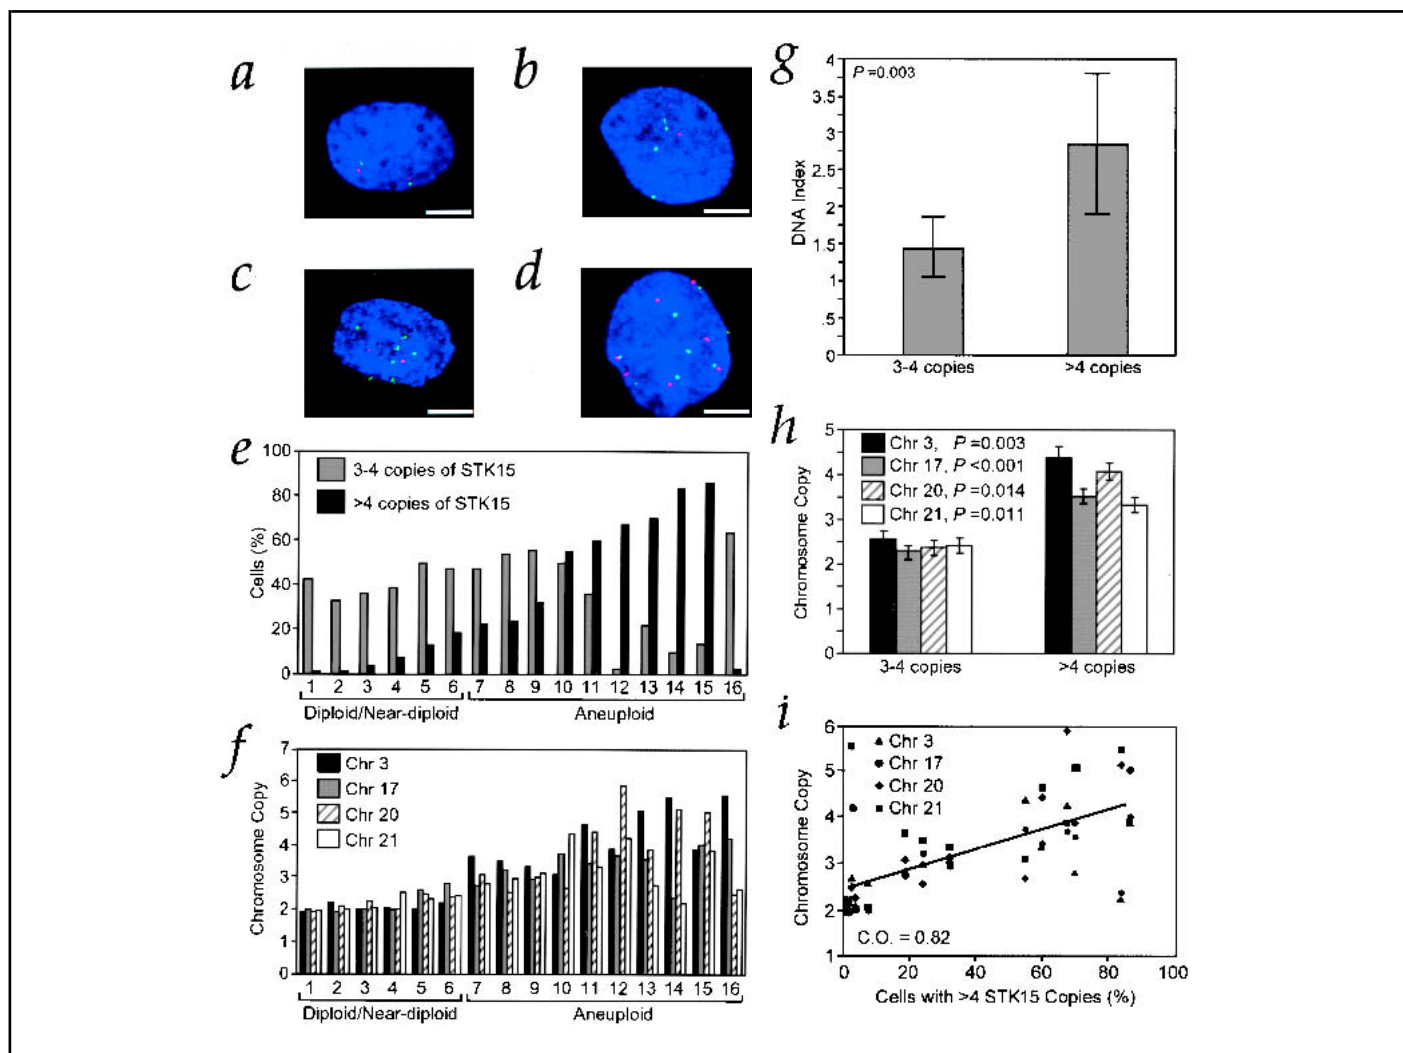 a
b
c
d
e
100
80
60
40
20
0
Cells (%)
3-4 copies of STK15
>4 copies of STK15
1 2 3 4 5 6 7 8 9 10 11 12 13 14 15 16
Diploid/Near-diploid
Aneuploid
f
7
6
5
4
3
2
1
0
Chromosome Copy
Chr 3
Chr 17
Chr 20
Chr 21
1 2 3 4 5 6 7 8 9 10 11 12 13 14 15 16
Diploid/Near-diploid
Aneuploid
g
4
3.5
3
2.5
2
1.5
1
.5
0
DNA Index
P =0.003
3-4 copies
>4 copies
h
5
4
3
2
1
0
Chromosome Copy
Chr 3, P =0.003
Chr 17, P <0.001
Chr 20, P =0.014
Chr 21, P =0.011
3-4 copies
>4 copies
i
6
5
4
3
2
1
Chromosome Copy
Chr 3
Chr 17
Chr 20
Chr 21
C.O. = 0.82
0 20 40 60 80 100
Cells with >4 STK15 Copies (%)